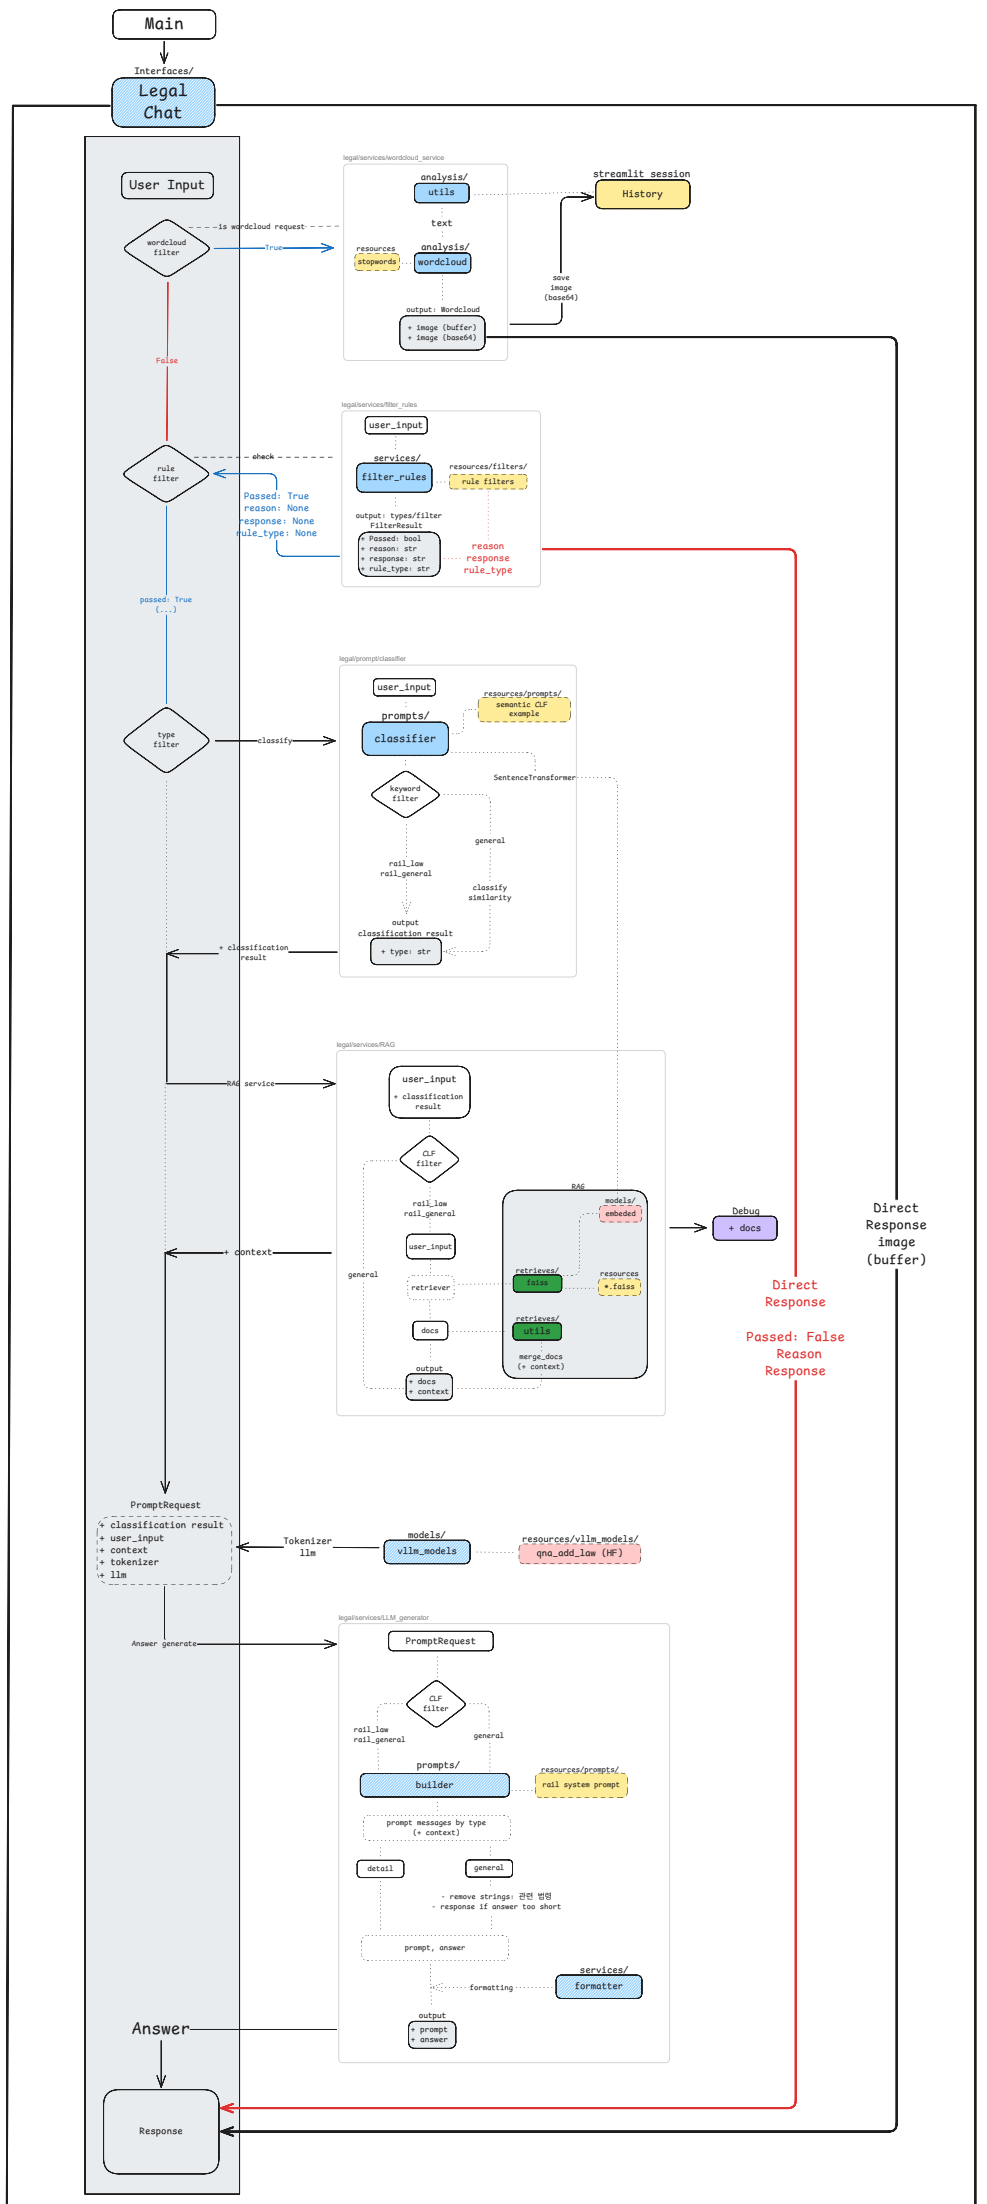 Main
Interfaces/
Legal
Chat
User Input
wordcloud
filter
is wordcloud request
True
False
legal/services/wordcloud_service
analysis/
utils
text
resources
stopwords
analysis/
wordcloud
output: Wordcloud
+ image (buffer)
+ image (base64)
streamlit session
History
save
image
(base64)
legal/services/filter_rules
user_input
services/
filter_rules
resources/filters/
rule filters
output: types/filter
FilterResult
+ Passed: bool
+ reason: str
+ response: str
+ rule_type: str
reason
response
rule_type
rule
filter
check
Passed: True
reason: None
response: None
rule_type: None
passed: True
(...)
legal/prompt/classifier
user_input
prompts/
classifier
resources/prompts/
semantic CLF
example
SentenceTransformer
keyword
filter
general
rail_law
rail_general
classify
similarity
output
classification result
+ type: str
type
filter
classify
+ classification
result
RAG service
legal/services/RAG
user_input
+ classification
result
CLF
filter
rail_law
rail_general
general
user_input
retriever
docs
output
+ docs
+ context
RAG
models/
embeded
retrieves/
faiss
resources
*.faiss
retrieves/
utils
merge_docs
(+ context)
Debug
+ docs
+ context
Direct
Response
image
(buffer)
Direct
Response
Passed: False
Reason
Response
PromptRequest
+ classification result
+ user_input
+ context
+ tokenizer
+ llm
Tokenizer
llm
models/
vllm_models
resources/vllm_models/
qna_add_law (HF)
Answer generate
legal/services/LLM_generator
PromptRequest
CLF
filter
rail_law
rail_general
general
prompts/
builder
resources/prompts/
rail system prompt
prompt messages by type
(+ context)
detail
general
- remove strings: 관련 법령
- response if answer too short
prompt, answer
services/
formatter
formatting
output
+ prompt
+ answer
Answer
Response